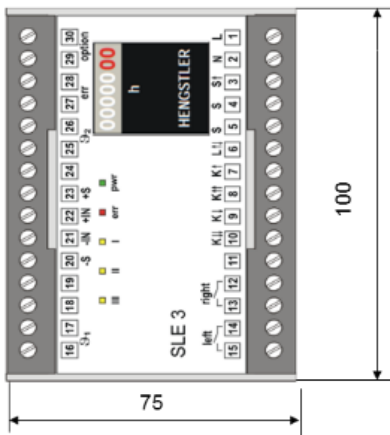 16 17 18 19 20 21 22 23 24 25 26 27 28 29 30
ϑ1 -S -IN +IN +S ϑ2 err option
III II I err pwr
0000000
h
HENGSTLER
SLE 3
left right K⇊ K↓ K⇈ K↑ L⇅ S S S↑ N L
15 14 13 12 11 10 9 8 7 6 5 4 3 2 1
100
75